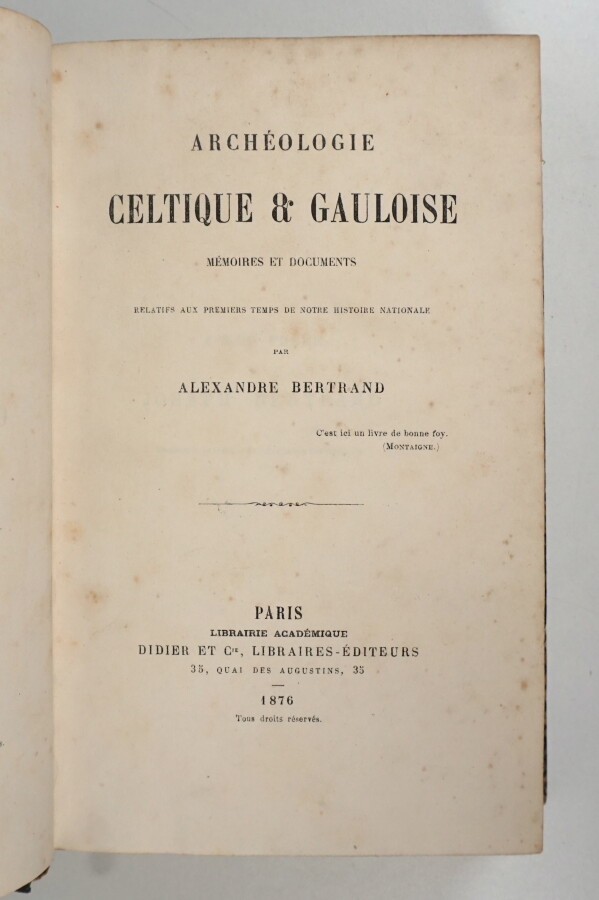 ARCHÉOLOGIE
CELTIQUE & GAULOISE
MÉMOIRES ET DOCUMENTS
RELATIFS AUX PREMIERS TEMPS DE NOTRE HISTOIRE NATIONALE
PAR
ALEXANDRE BERTRAND
C'est ici un livre de bonne foy.
(MONTAIGNE.)
PARIS
LIBRAIRIE ACADÉMIQUE
DIDIER ET Cie, LIBRAIRES-ÉDITEURS
35, QUAI DES AUGUSTINS, 35
1876
Tous droits réservés.